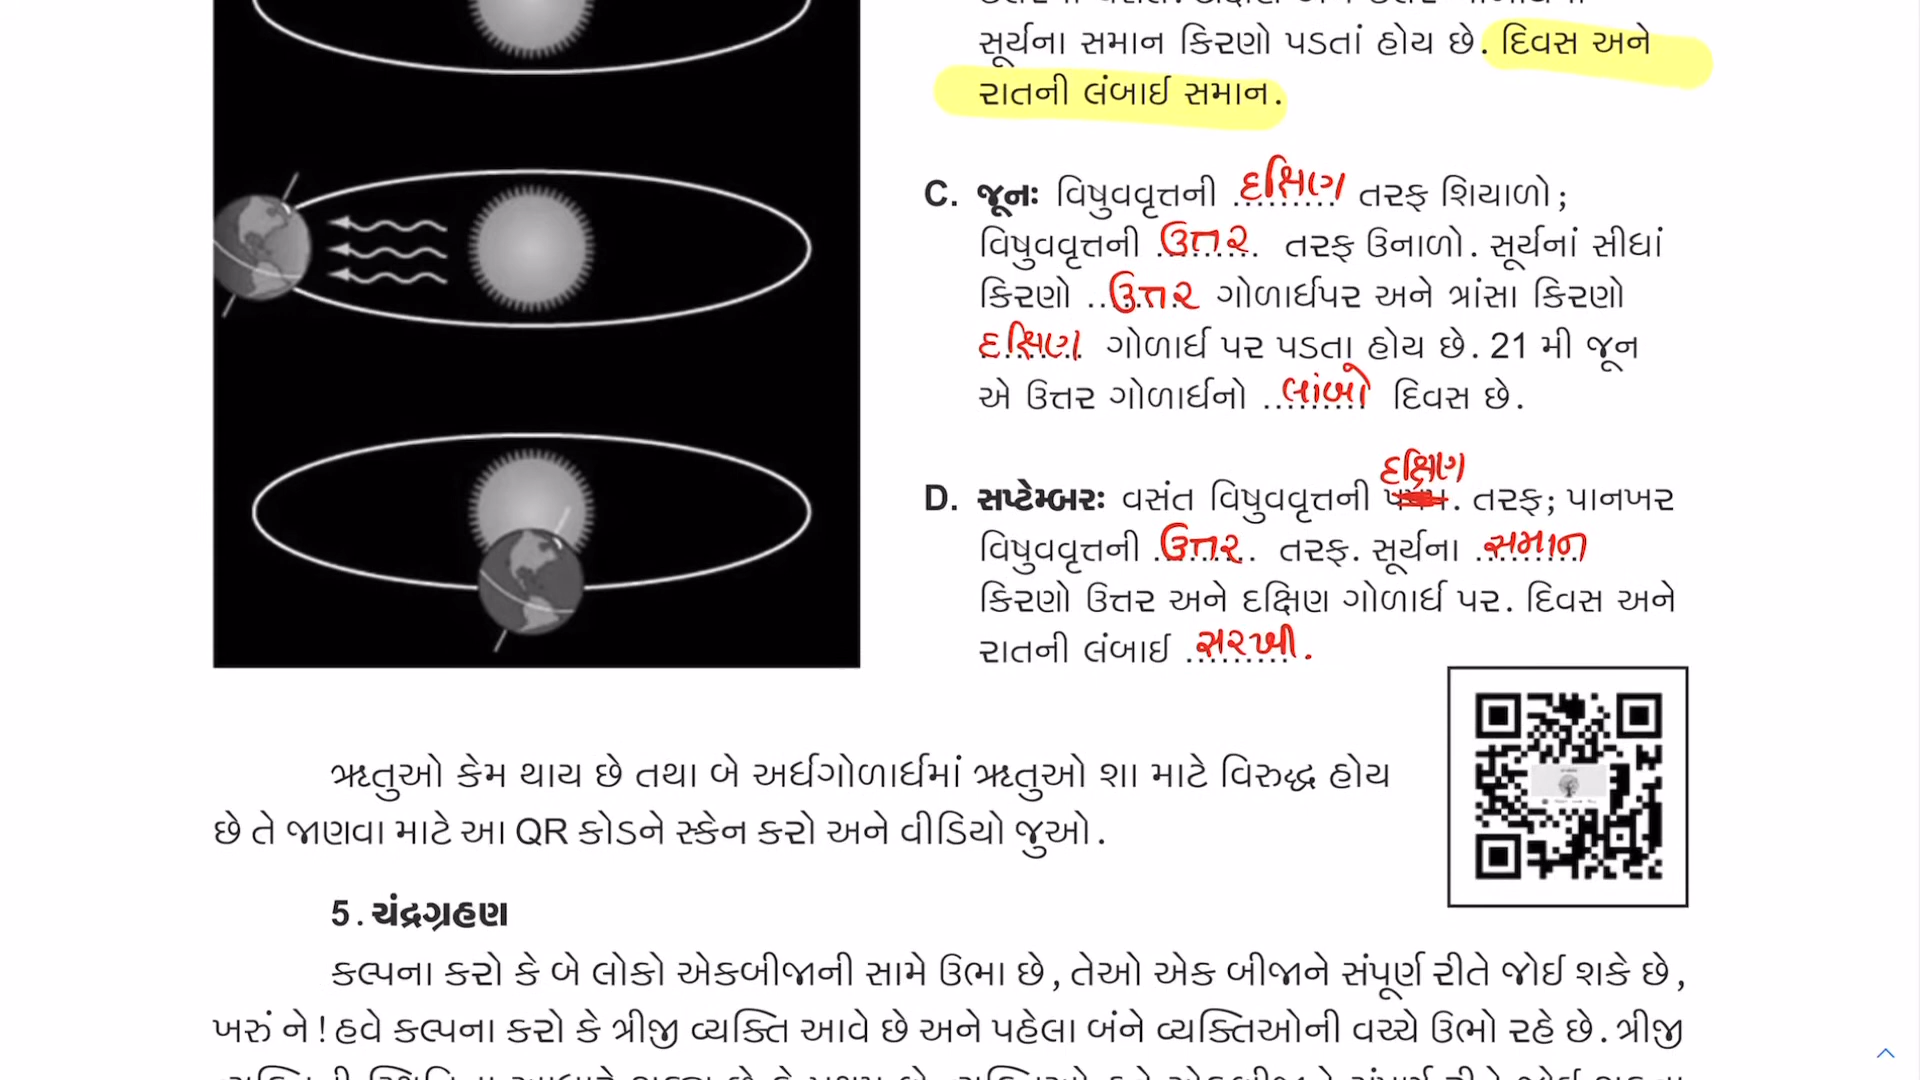 સૂર્યના સમાન કિરણો પડતાં હોય છે. દિવસ અને
રાતની લંબાઈ સમાન.
C. જૂનઃ વિષુવવૃત્તની દક્ષિણ તરફ શિયાળો;
વિષુવવૃત્તની ઉત્તર તરફ ઉનાળો. સૂર્યનાં સીધાં
કિરણો ઉત્તર ગોળાર્ધપર અને ત્રાંસા કિરણો
દક્ષિણ ગોળાર્ધ પર પડતા હોય છે. 21 મી જૂન
એ ઉત્તર ગોળાર્ધનો લાંબો દિવસ છે.
D. સપ્ટેમ્બરઃ વસંત વિષુવવૃત્તની દક્ષિણ તરફ; પાનખર
વિષુવવૃત્તની ઉત્તર તરફ. સૂર્યના સમાન
કિરણો ઉત્તર અને દક્ષિણ ગોળાર્ધ પર. દિવસ અને
રાતની લંબાઈ સરખી.
ઋતુઓ કેમ થાય છે તથા બે અર્ધગોળાર્ધમાં ઋતુઓ શા માટે વિરુદ્ધ હોય
છે તે જાણવા માટે આ QR કોડને સ્કેન કરો અને વીડિયો જુઓ.
5. ચંદ્રગ્રહણ
કલ્પના કરો કે બે લોકો એકબીજાની સામે ઉભા છે, તેઓ એક બીજાને સંપૂર્ણ રીતે જોઈ શકે છે,
ખરું ને! હવે કલ્પના કરો કે ત્રીજી વ્યક્તિ આવે છે અને પહેલા બંને વ્યક્તિઓની વચ્ચે ઉભો રહે છે. ત્રીજી